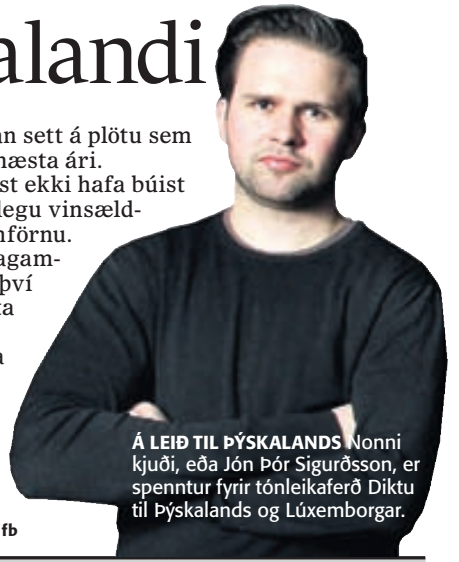 alandi
nn sett á plötu sem
næsta ári.
st ekki hafa búist
legu vinsæld-
nförnu.
agam-
því
ta
a
Á LEIÐ TIL ÞÝSKALANDS Nonni
kjuði, eða Jón Þór Sigurðsson, er
spenntur fyrir tónleikaferð Diktu
til Þýskalands og Lúxemborgar.
fb